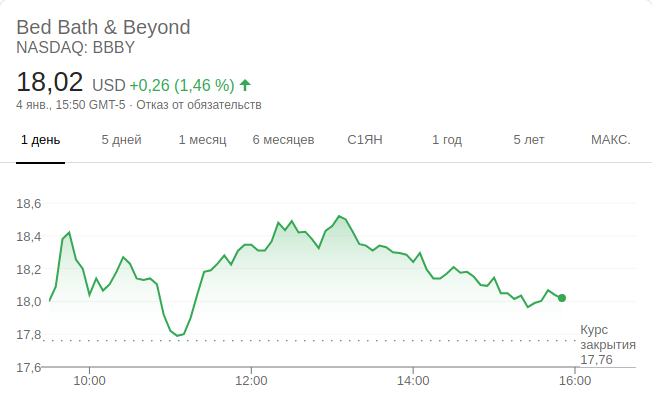 Bed Bath & Beyond
NASDAQ: BBBY
18,02 USD +0,26 (1,46 %)
4 янв., 15:50 GMT-5 · Отказ от обязательств
1 день 5 дней 1 месяц 6 месяцев С1ЯН 1 год 5 лет МАКС.
18,6
18,4
18,2
18,0
17,8
Курс
закрытия
17,76
17,6
10:00 12:00 14:00 16:00